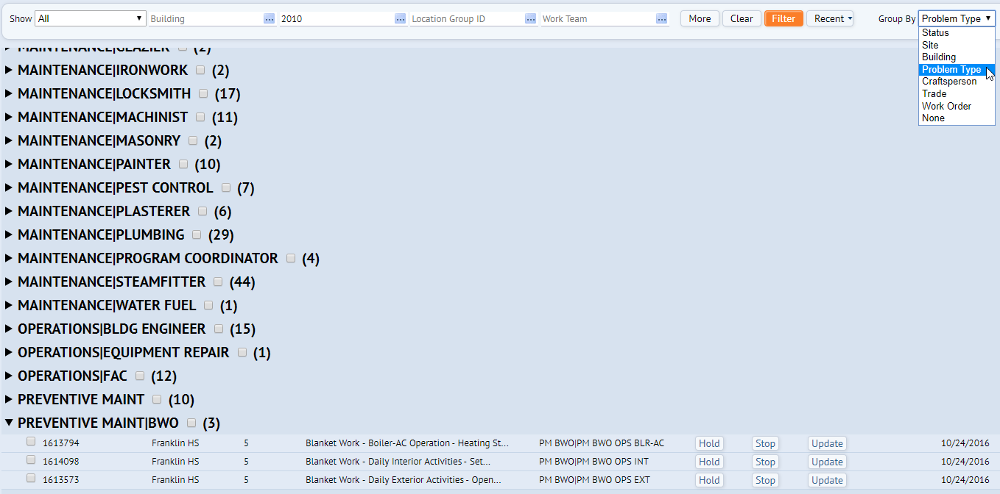 Show All Building ... 2010 ... Location Group ID ... Work Team ... More Clear Filter Recent Group By Problem Type
Status
Site
Building
Problem Type
Craftsperson
Trade
Work Order
None
MAINTENANCE|GLAZIER (2)
MAINTENANCE|IRONWORK (2)
MAINTENANCE|LOCKSMITH (17)
MAINTENANCE|MACHINIST (11)
MAINTENANCE|MASONRY (2)
MAINTENANCE|PAINTER (10)
MAINTENANCE|PEST CONTROL (7)
MAINTENANCE|PLASTERER (6)
MAINTENANCE|PLUMBING (29)
MAINTENANCE|PROGRAM COORDINATOR (4)
MAINTENANCE|STEAMFITTER (44)
MAINTENANCE|WATER FUEL (1)
OPERATIONS|BLDG ENGINEER (15)
OPERATIONS|EQUIPMENT REPAIR (1)
OPERATIONS|FAC (12)
PREVENTIVE MAINT (10)
PREVENTIVE MAINT|BWO (3)
1613794 Franklin HS 5 Blanket Work - Boiler-AC Operation - Heating St... PM BWO|PM BWO OPS BLR-AC Hold Stop Update 10/24/2016
1614098 Franklin HS 5 Blanket Work - Daily Interior Activities - Set... PM BWO|PM BWO OPS INT Hold Stop Update 10/24/2016
1613573 Franklin HS 5 Blanket Work - Daily Exterior Activities - Open... PM BWO|PM BWO OPS EXT Hold Stop Update 10/24/2016